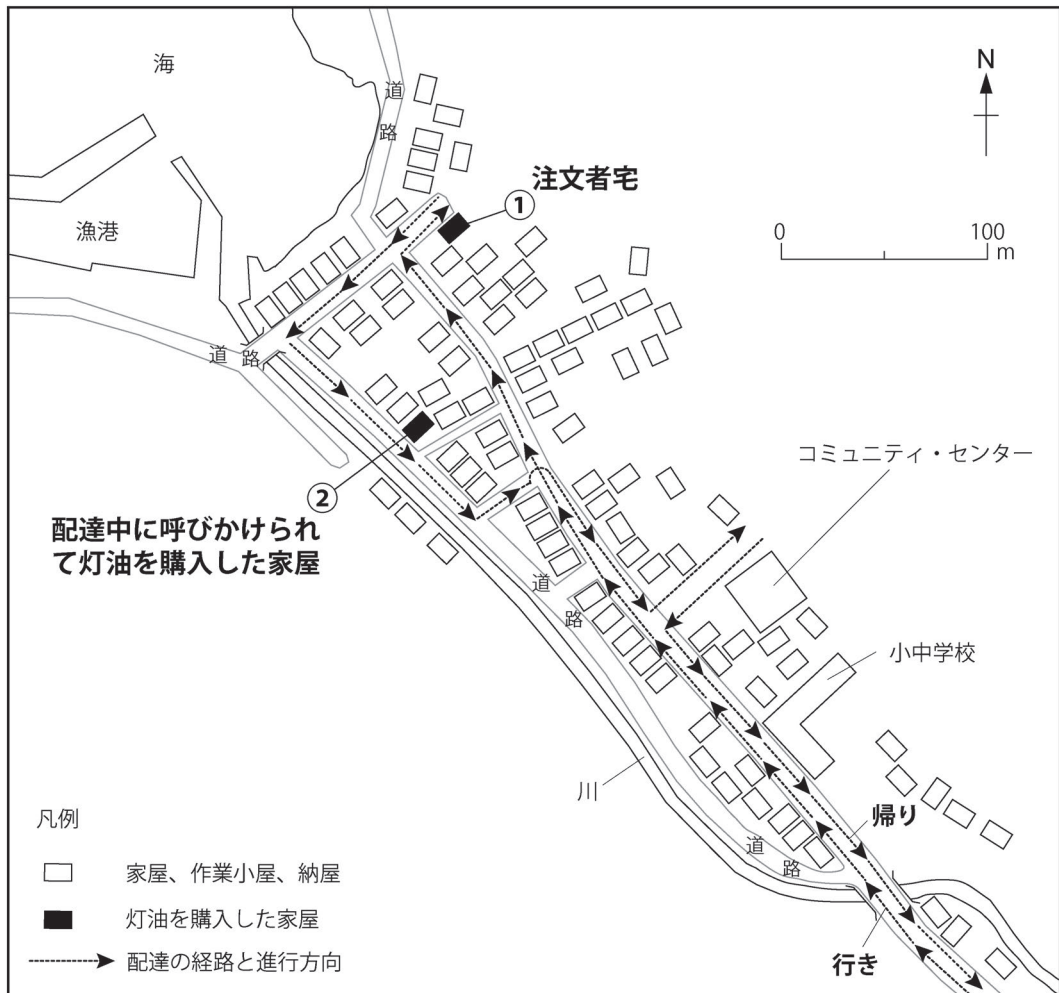 海
道
路
N
注文者宅
①
漁港
0 100
m
道路
コミュニティ・センター
②
配達中に呼びかけられ
て灯油を購入した家屋
道
路
小中学校
川
帰り
道
路
行き
凡例
家屋、作業小屋、納屋
灯油を購入した家屋
配達の経路と進行方向